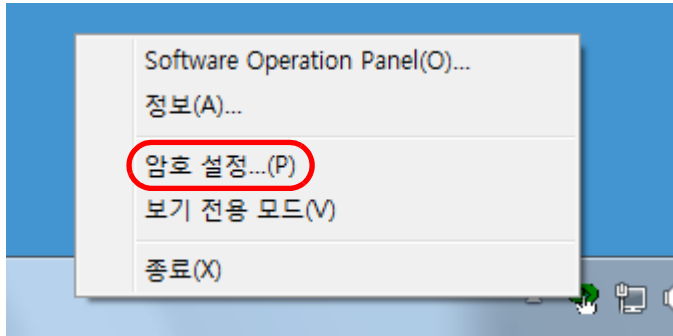 Software Operation Panel(O)...
정보(A)...
암호 설정...(P)
보기 전용 모드(V)
종료(X)